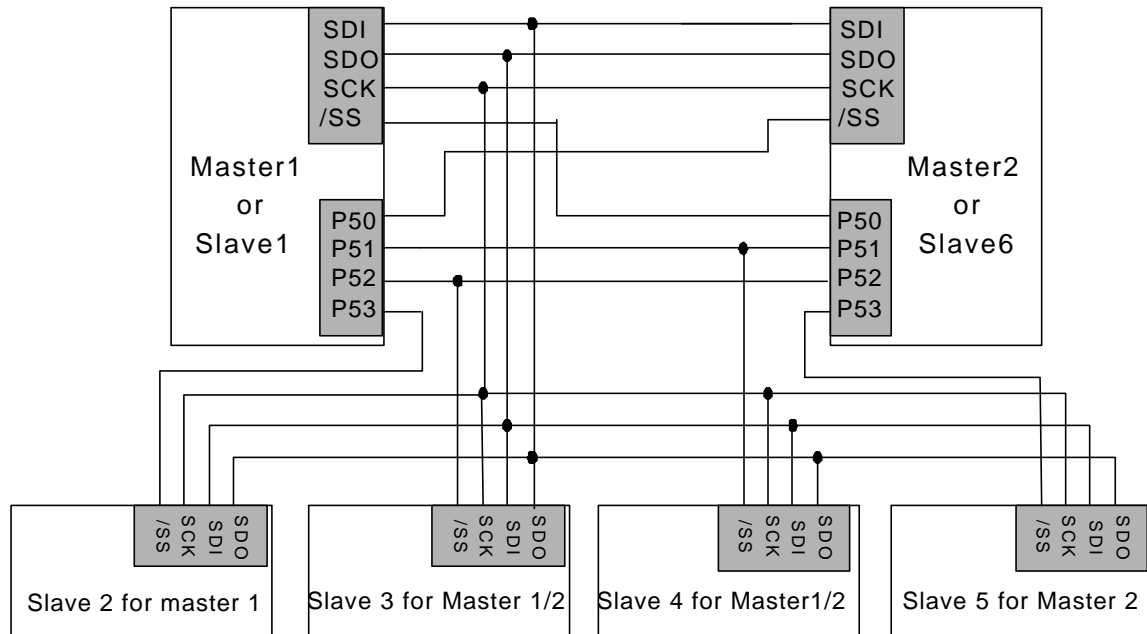 SDI
SDO
SCK
/SS
Master1
or
Slave1
P50
P51
P52
P53
SDI
SDO
SCK
/SS
Master2
or
Slave6
P50
P51
P52
P53
/SS
SCK
SDI
SDO
Slave 2 for master 1
/SS
SCK
SDI
SDO
Slave 3 for Master 1/2
/SS
SCK
SDI
SDO
Slave 4 for Master1/2
/SS
SCK
SDI
SDO
Slave 5 for Master 2